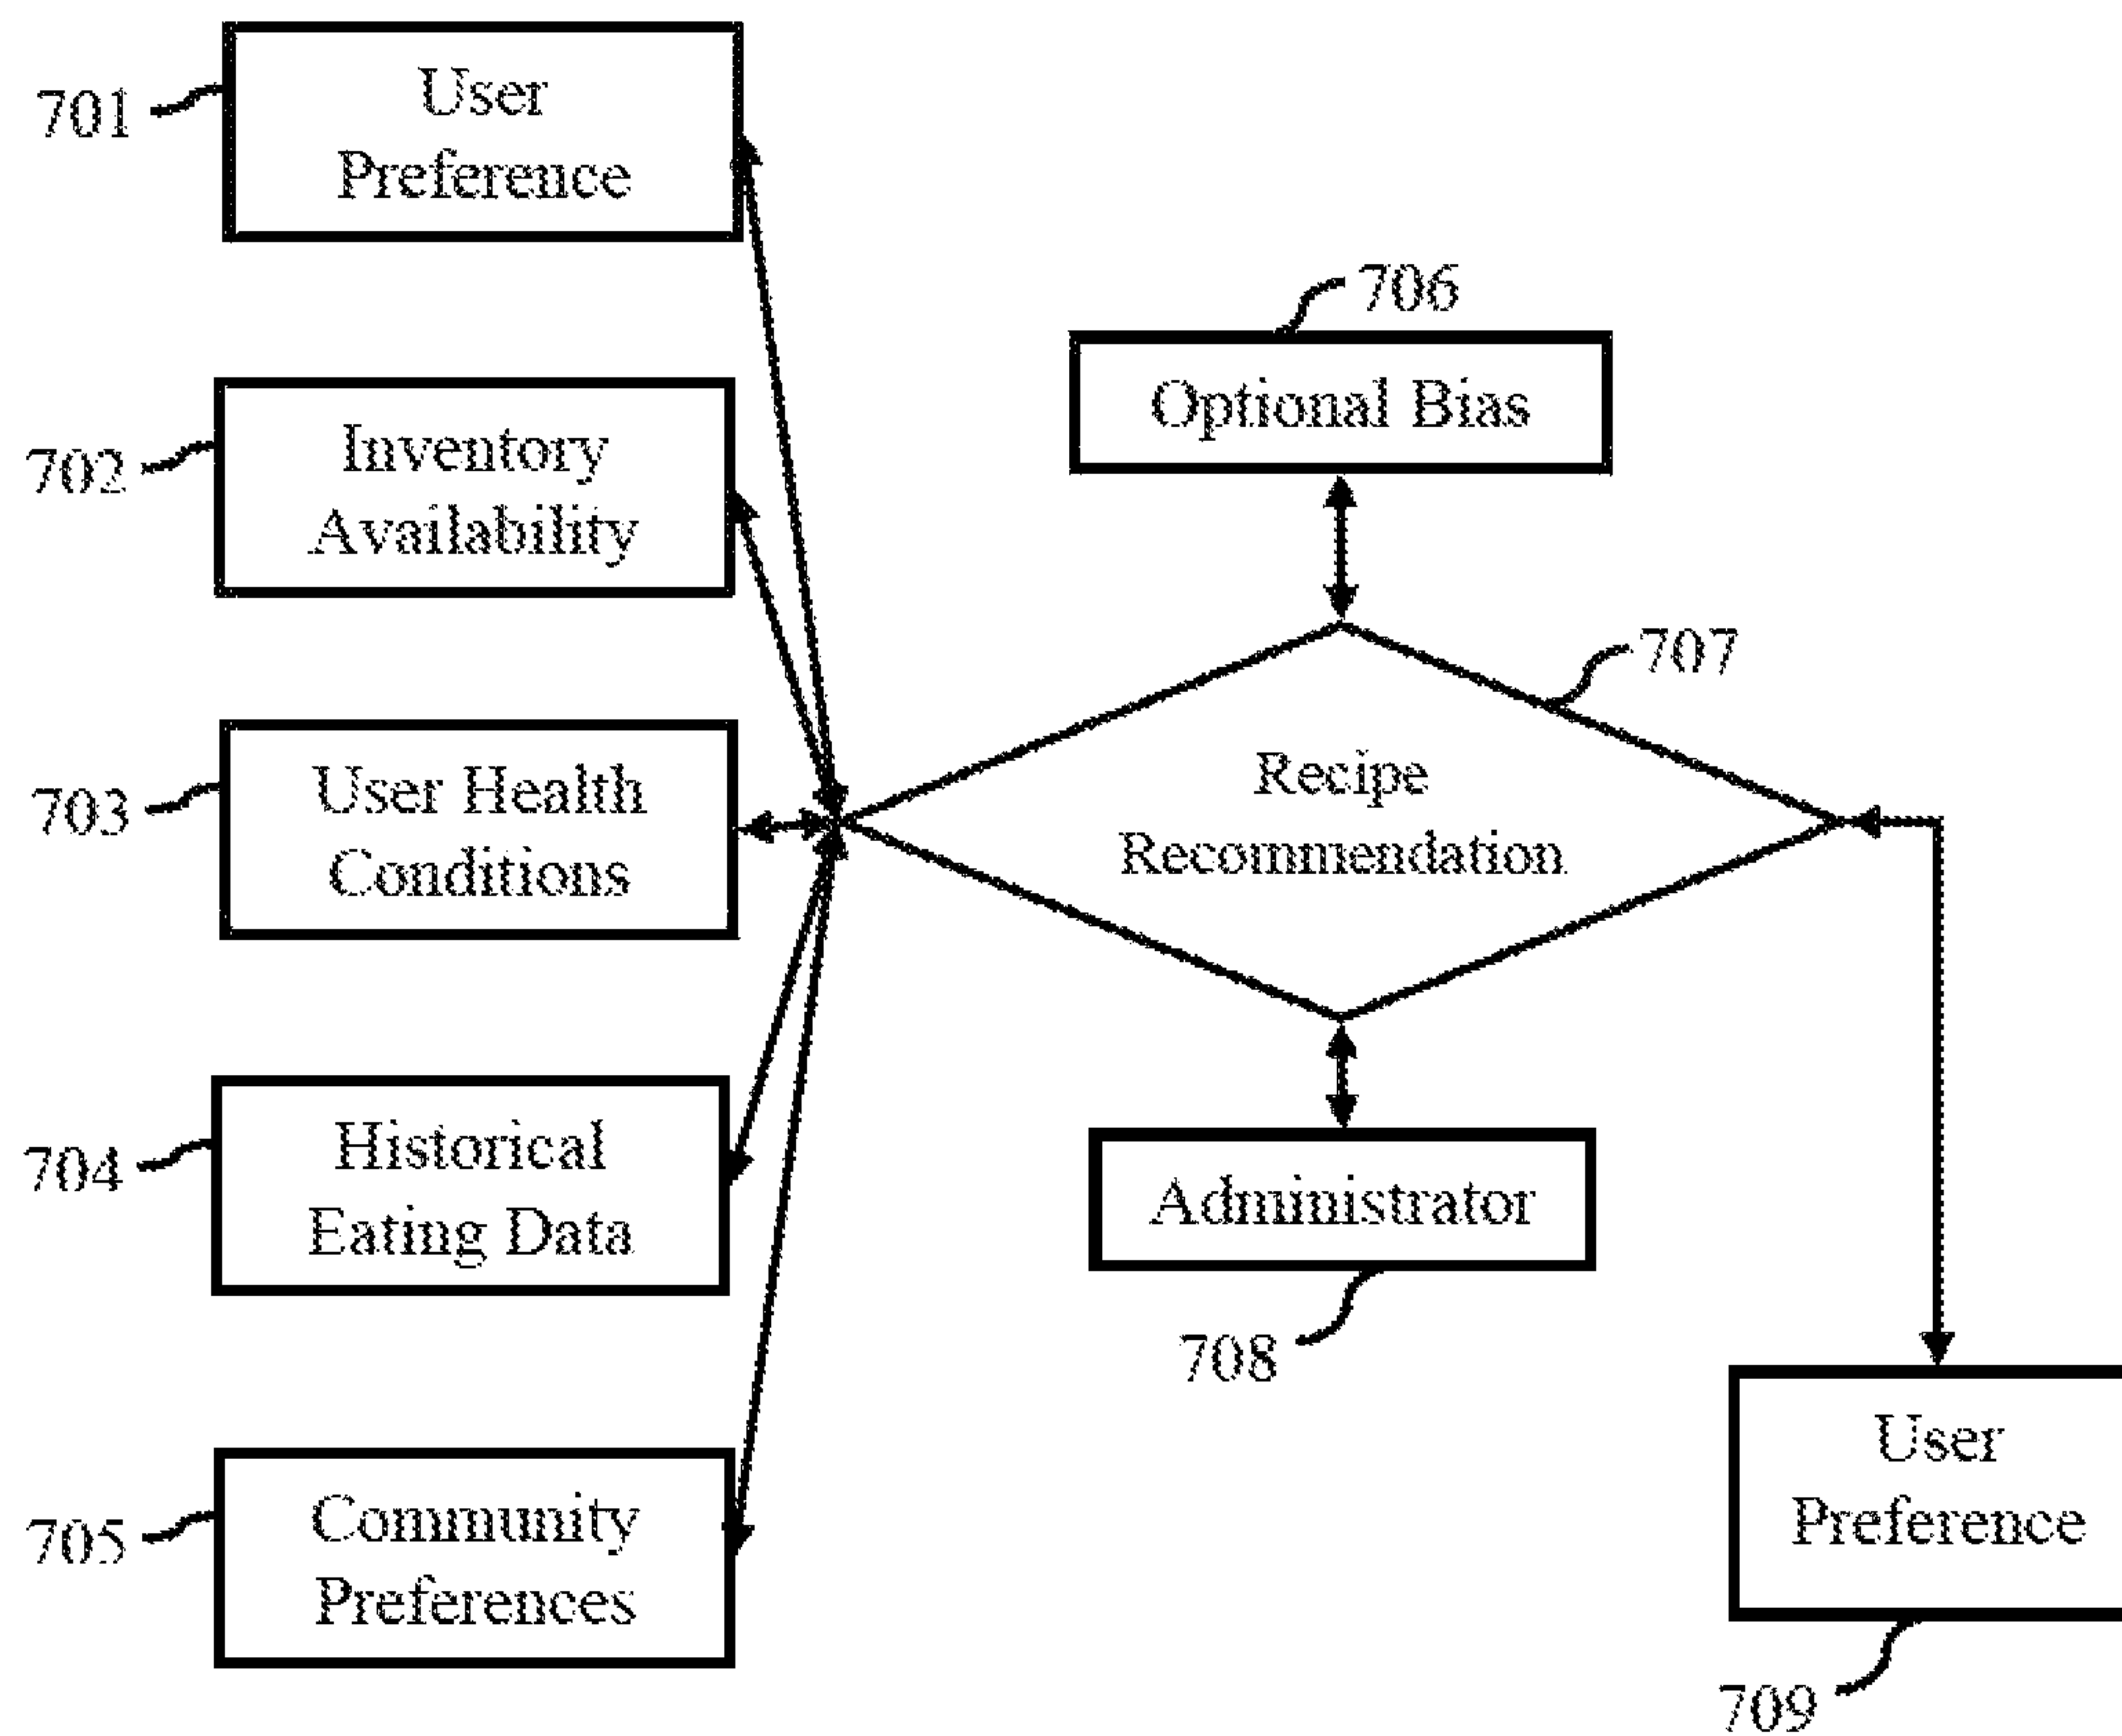 701
User
Preference
702
Inventory
Availability
703
User Health
Conditions
704
Historical
Eating Data
705
Community
Preferences
706
Optional Bias
707
Recipe
Recommendation
Administrator
708
User
Preference
709